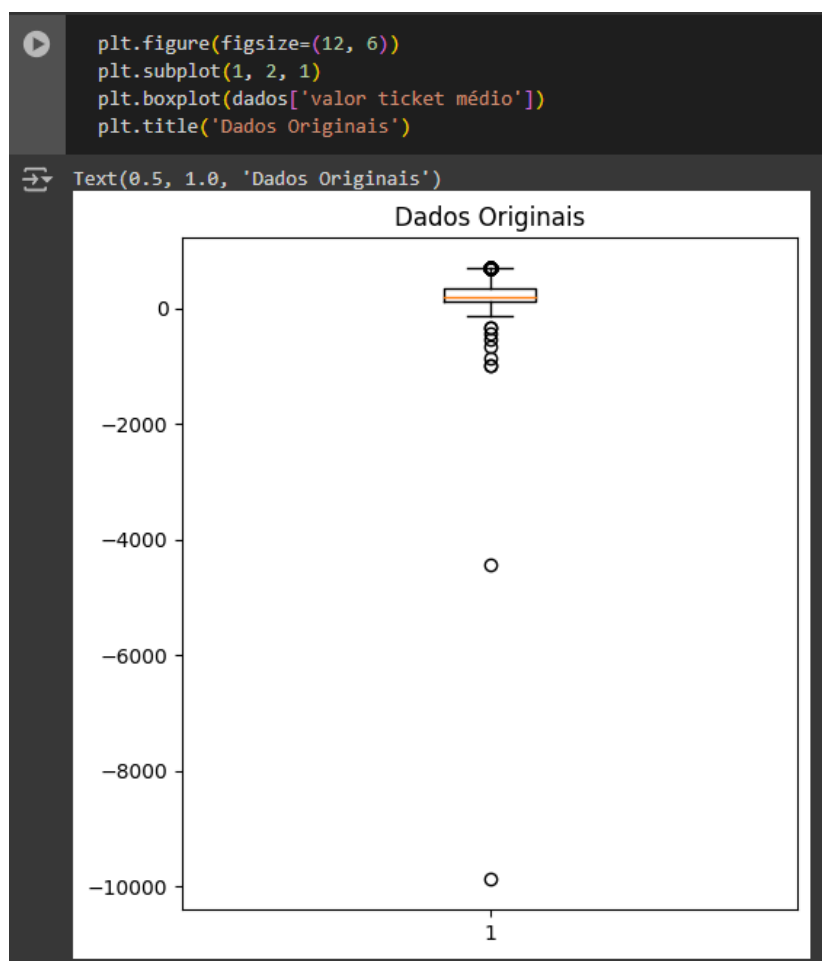 plt.figure(figsize=(12, 6))
plt.subplot(1, 2, 1)
plt.boxplot(dados['valor ticket médio'])
plt.title('Dados Originais')
Text(0.5, 1.0, 'Dados Originais')
Dados Originais
0
−2000
−4000
−6000
−8000
−10000
1